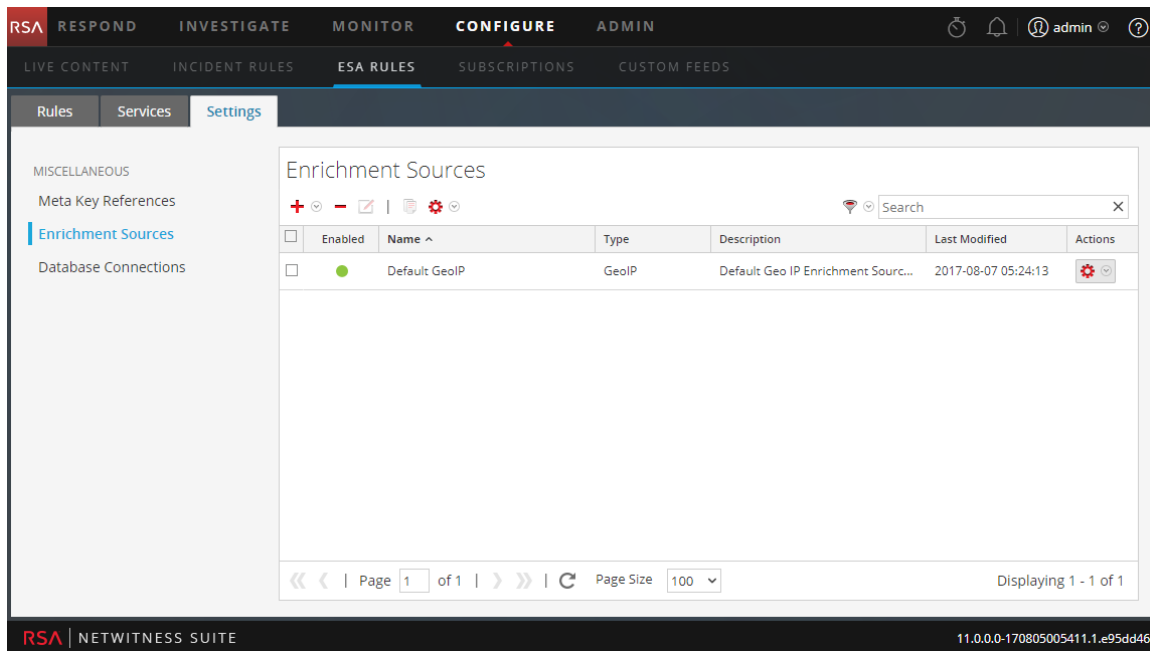 RSA RESPOND INVESTIGATE MONITOR CONFIGURE ADMIN admin ?
LIVE CONTENT INCIDENT RULES ESA RULES SUBSCRIPTIONS CUSTOM FEEDS
Rules Services Settings
MISCELLANEOUS
Meta Key References
Enrichment Sources
Database Connections
Enrichment Sources
Search
Enabled Name Type Description Last Modified Actions
Default GeoIP GeoIP Default Geo IP Enrichment Sourc... 2017-08-07 05:24:13
Page 1 of 1 Page Size 100 Displaying 1 - 1 of 1
RSA NETWITNESS SUITE 11.0.0.0-170805005411.1.e95dd46